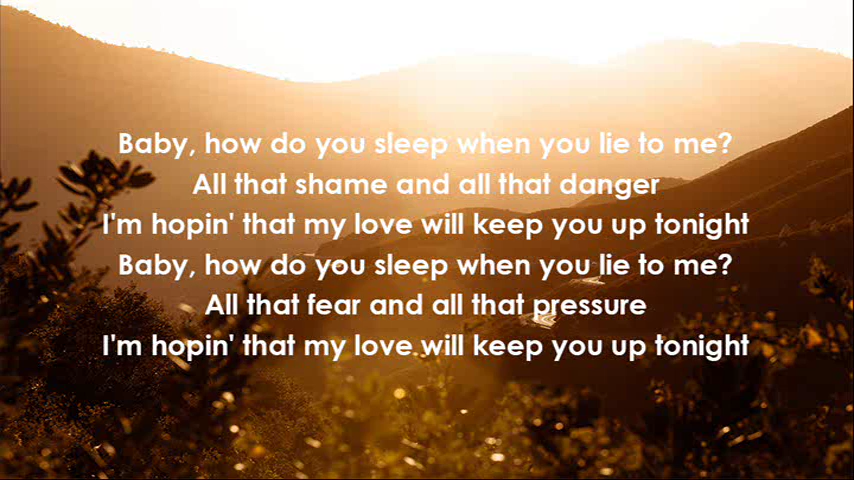 Baby, how do you sleep when you lie to me?
All that shame and all that danger
I'm hopin' that my love will keep you up tonight
Baby, how do you sleep when you lie to me?
All that fear and all that pressure
I'm hopin' that my love will keep you up tonight